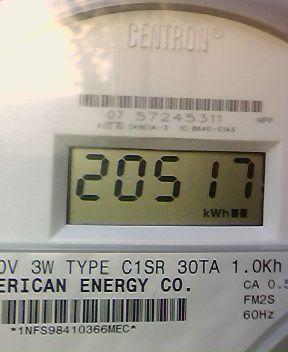 CENTRON®
07 57245311
HPP
20517
kWh
0V 3W TYPE C1SR 30TA 1.0Kh
ERICAN ENERGY CO.
CA 0.5
FM2S
60Hz
*1NFS98410366MEC*